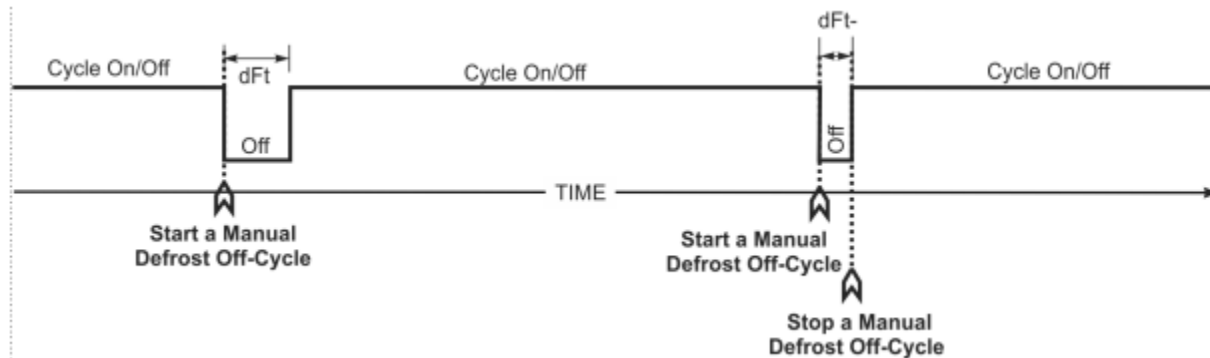 dFt-
Cycle On/Off
dFt
Cycle On/Off
Cycle On/Off
Off
Off
TIME
Start a Manual
Defrost Off-Cycle
Start a Manual
Defrost Off-Cycle
Stop a Manual
Defrost Off-Cycle